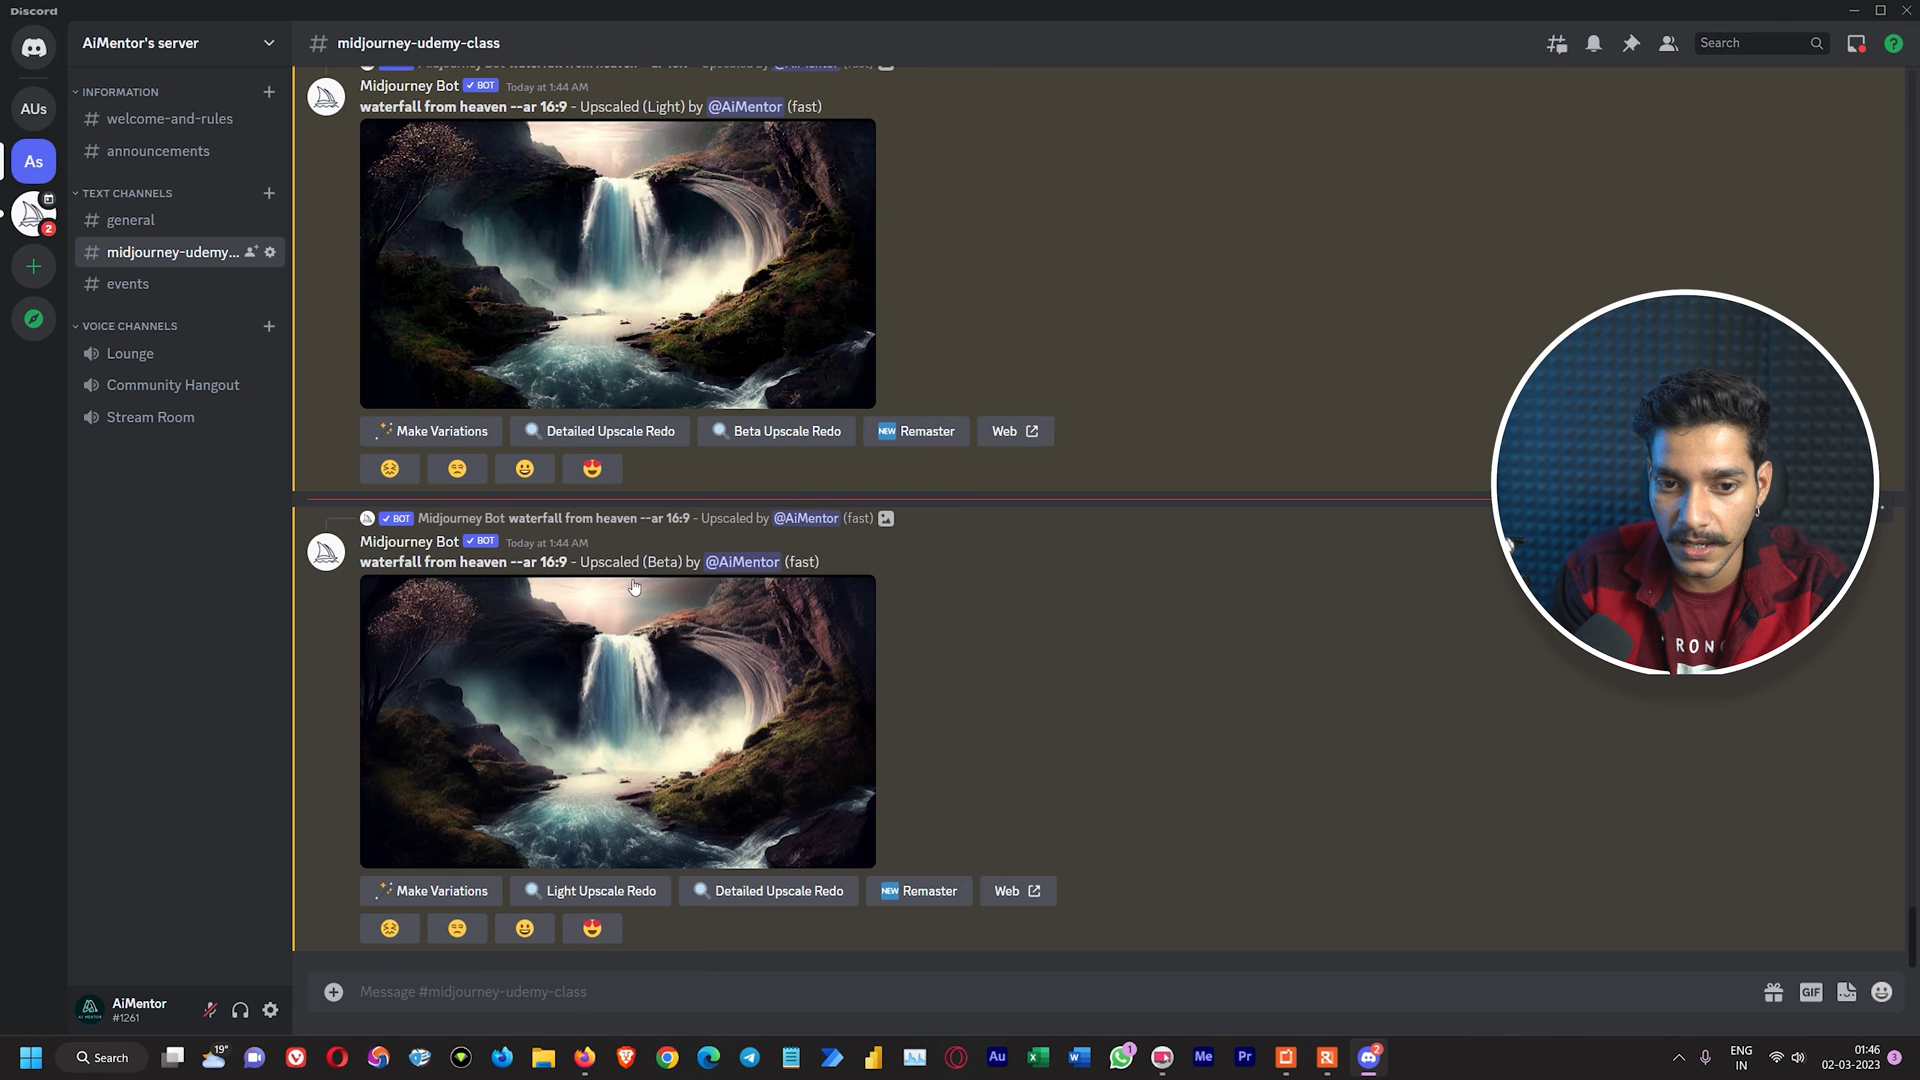 Discord
AiMentor's server
midjourney-udemy-class
Search
INFORMATION
welcome-and-rules
announcements
TEXT CHANNELS
general
midjourney-udemy...
events
VOICE CHANNELS
Lounge
Community Hangout
Stream Room
AUs
As
2
Midjourney Bot BOT Today at 1:44 AM
waterfall from heaven --ar 16:9 - Upscaled (Light) by @AiMentor (fast)
Make Variations
Detailed Upscale Redo
Beta Upscale Redo
NEW Remaster
Web
BOT Midjourney Bot waterfall from heaven --ar 16:9 - Upscaled by @AiMentor (fast)
Midjourney Bot BOT Today at 1:44 AM
waterfall from heaven --ar 16:9 - Upscaled (Beta) by @AiMentor (fast)
Make Variations
Light Upscale Redo
Detailed Upscale Redo
NEW Remaster
Web
Message #midjourney-udemy-class
GIF
AiMentor
#1261
RONG
Search
19°
Au
1
Me
Pr
2
ENG
IN
01:46
02-03-2023
3